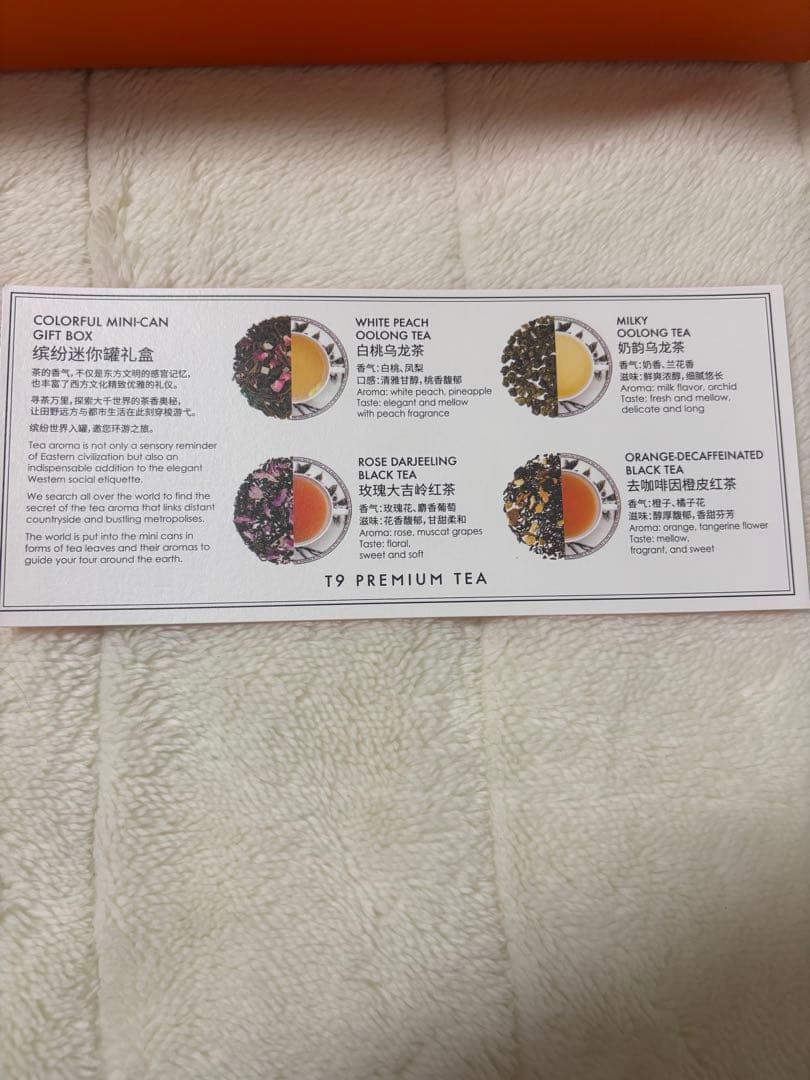 COLORFUL MINI-CAN
GIFT BOX
缤纷迷你罐礼盒
茶的香气，不仅是东方文明的感官记忆，
也丰富了西方文化精致优雅的礼仪。
寻茶万里，探索大千世界的茶香奥秘，
让田野远方与都市生活在此刻穿梭游弋。
缤纷世界入罐，邀您环游之旅。
Tea aroma is not only a sensory reminder
of Eastern civilization but also an
indispensable addition to the elegant
Western social etiquette.
We search all over the world to find the
secret of the tea aroma that links distant
countryside and bustling metropolises.
The world is put into the mini cans in
forms of tea leaves and their aromas to
guide your tour around the earth.
WHITE PEACH
OOLONG TEA
白桃乌龙茶
香气：白桃、凤梨
口感：清雅甘醇，桃香馥郁
Aroma: white peach, pineapple
Taste: elegant and mellow
with peach fragrance
MILKY
OOLONG TEA
奶韵乌龙茶
香气：奶香、兰花香
滋味：鲜爽浓醇，细腻悠长
Aroma: milk flavor, orchid
Taste: fresh and mellow,
delicate and long
ROSE DARJEELING
BLACK TEA
玫瑰大吉岭红茶
香气：玫瑰花、麝香葡萄
滋味：花香馥郁，甘甜柔和
Aroma: rose, muscat grapes
Taste: floral,
sweet and soft
ORANGE-DECAFFEINATED
BLACK TEA
去咖啡因橙皮红茶
香气：橙子、橘子花
滋味：醇厚馥郁，香甜芬芳
Aroma: orange, tangerine flower
Taste: mellow,
fragrant, and sweet
T9 PREMIUM TEA